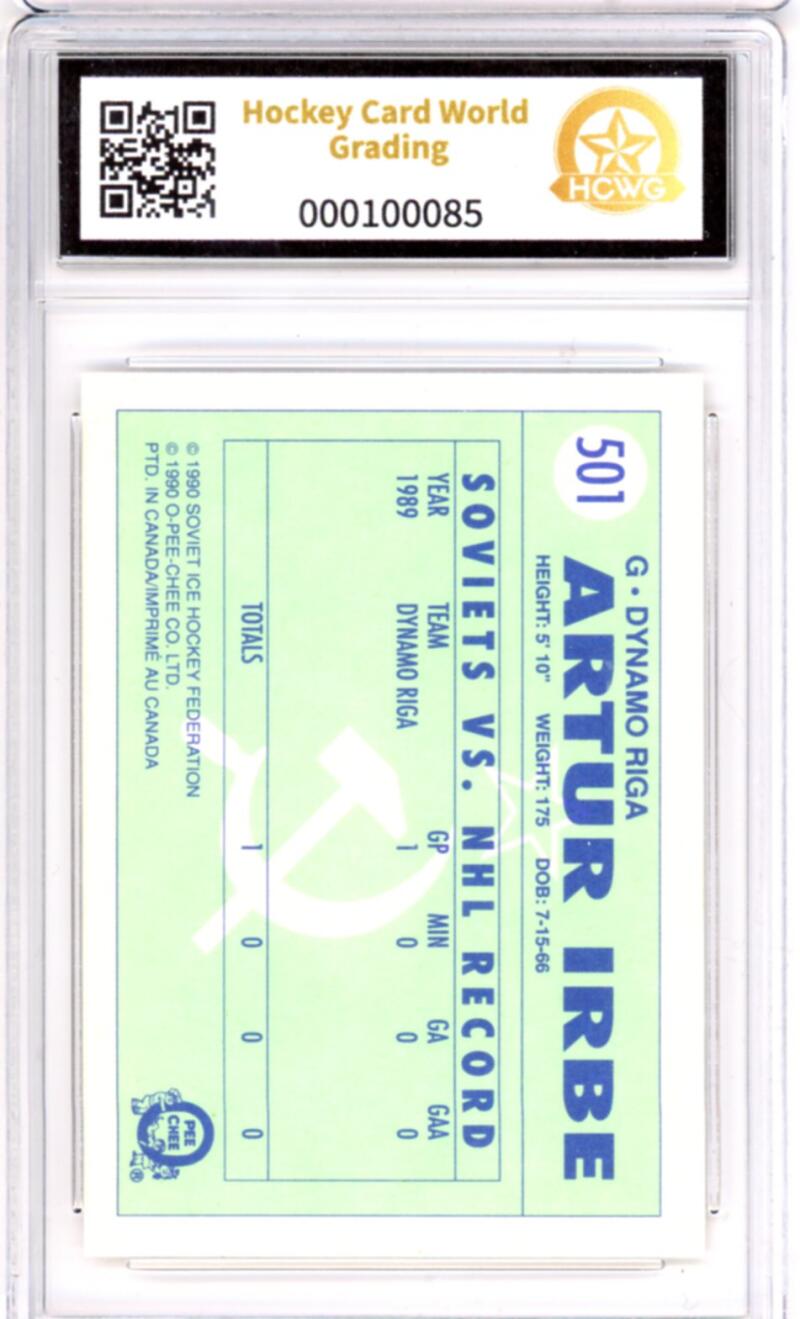 Hockey Card World
Grading
000100085
HCWG
501
G • DYNAMO RIGA
ARTUR IRBE
HEIGHT: 5' 10" WEIGHT: 175 DOB: 7-15-66
SOVIETS VS. NHL RECORD
YEAR TEAM GP MIN GA GAA
1989 DYNAMO RIGA 1 0 0 0
TOTALS 1 0 0 0
© 1990 SOVIET ICE HOCKEY FEDERATION
© 1990 O-PEE-CHEE CO. LTD.
PTD. IN CANADA/IMPRIMÉ AU CANADA
O PEE CHEE ®